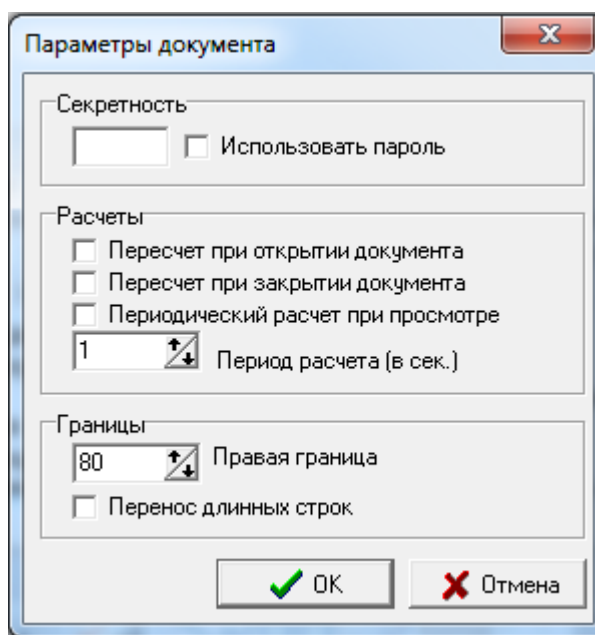 Параметры документа
Секретность
Использовать пароль
Расчеты
Пересчет при открытии документа
Пересчет при закрытии документа
Периодический расчет при просмотре
1 Период расчета (в сек.)
Границы
80 Правая граница
Перенос длинных строк
OK Отмена